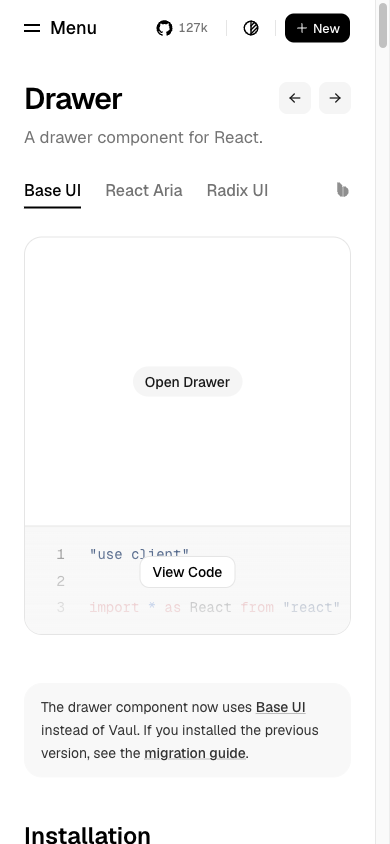 Menu
127k
New
Drawer
A drawer component for React.
Base UI
React Aria
Radix UI
Open Drawer
1 "use client"
2
View Code
3 import * as React from "react"
The drawer component now uses Base UI
instead of Vaul. If you installed the previous
version, see the migration guide.
Installation